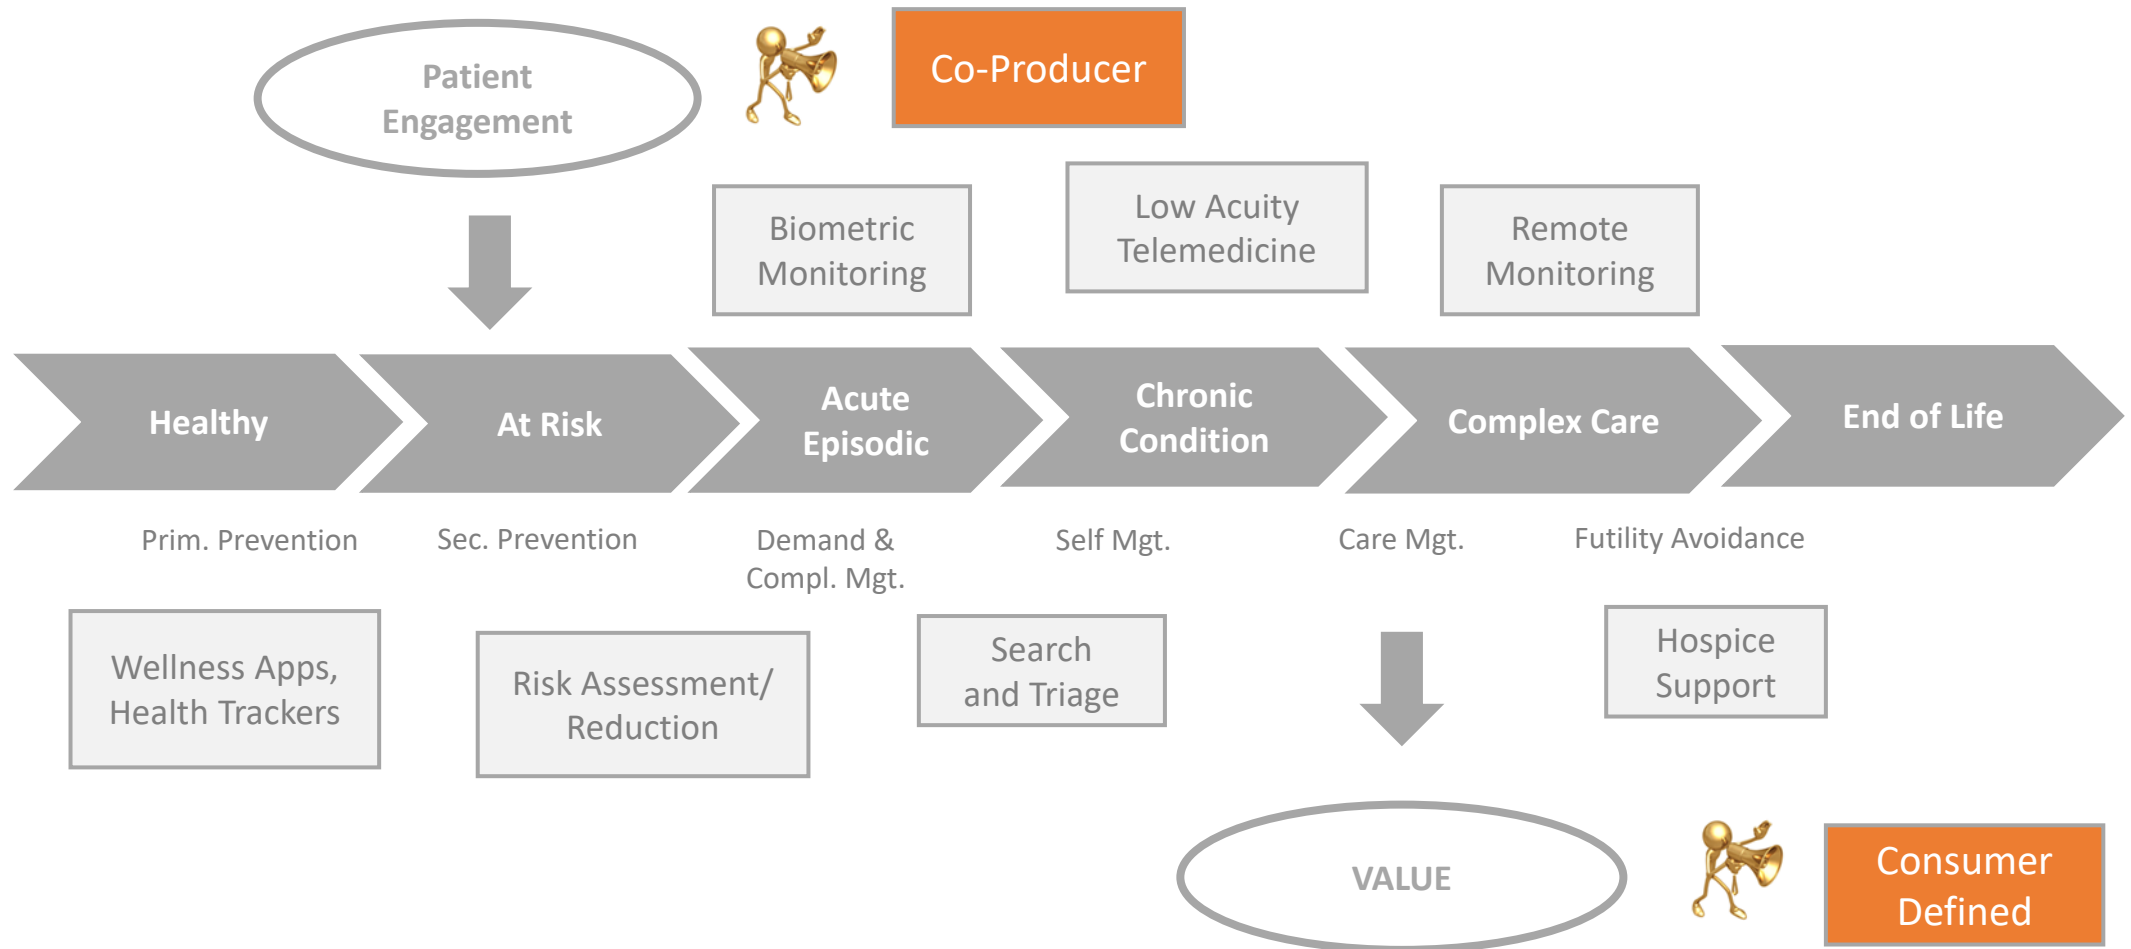 Patient
Engagement
Co-Producer
Biometric
Monitoring
Low Acuity
Telemedicine
Remote
Monitoring
Healthy
At Risk
Acute
Episodic
Chronic
Condition
Complex Care
End of Life
Prim. Prevention
Sec. Prevention
Demand &
Compl. Mgt.
Self Mgt.
Care Mgt.
Futility Avoidance
Wellness Apps,
Health Trackers
Risk Assessment/
Reduction
Search
and Triage
Hospice
Support
VALUE
Consumer
Defined